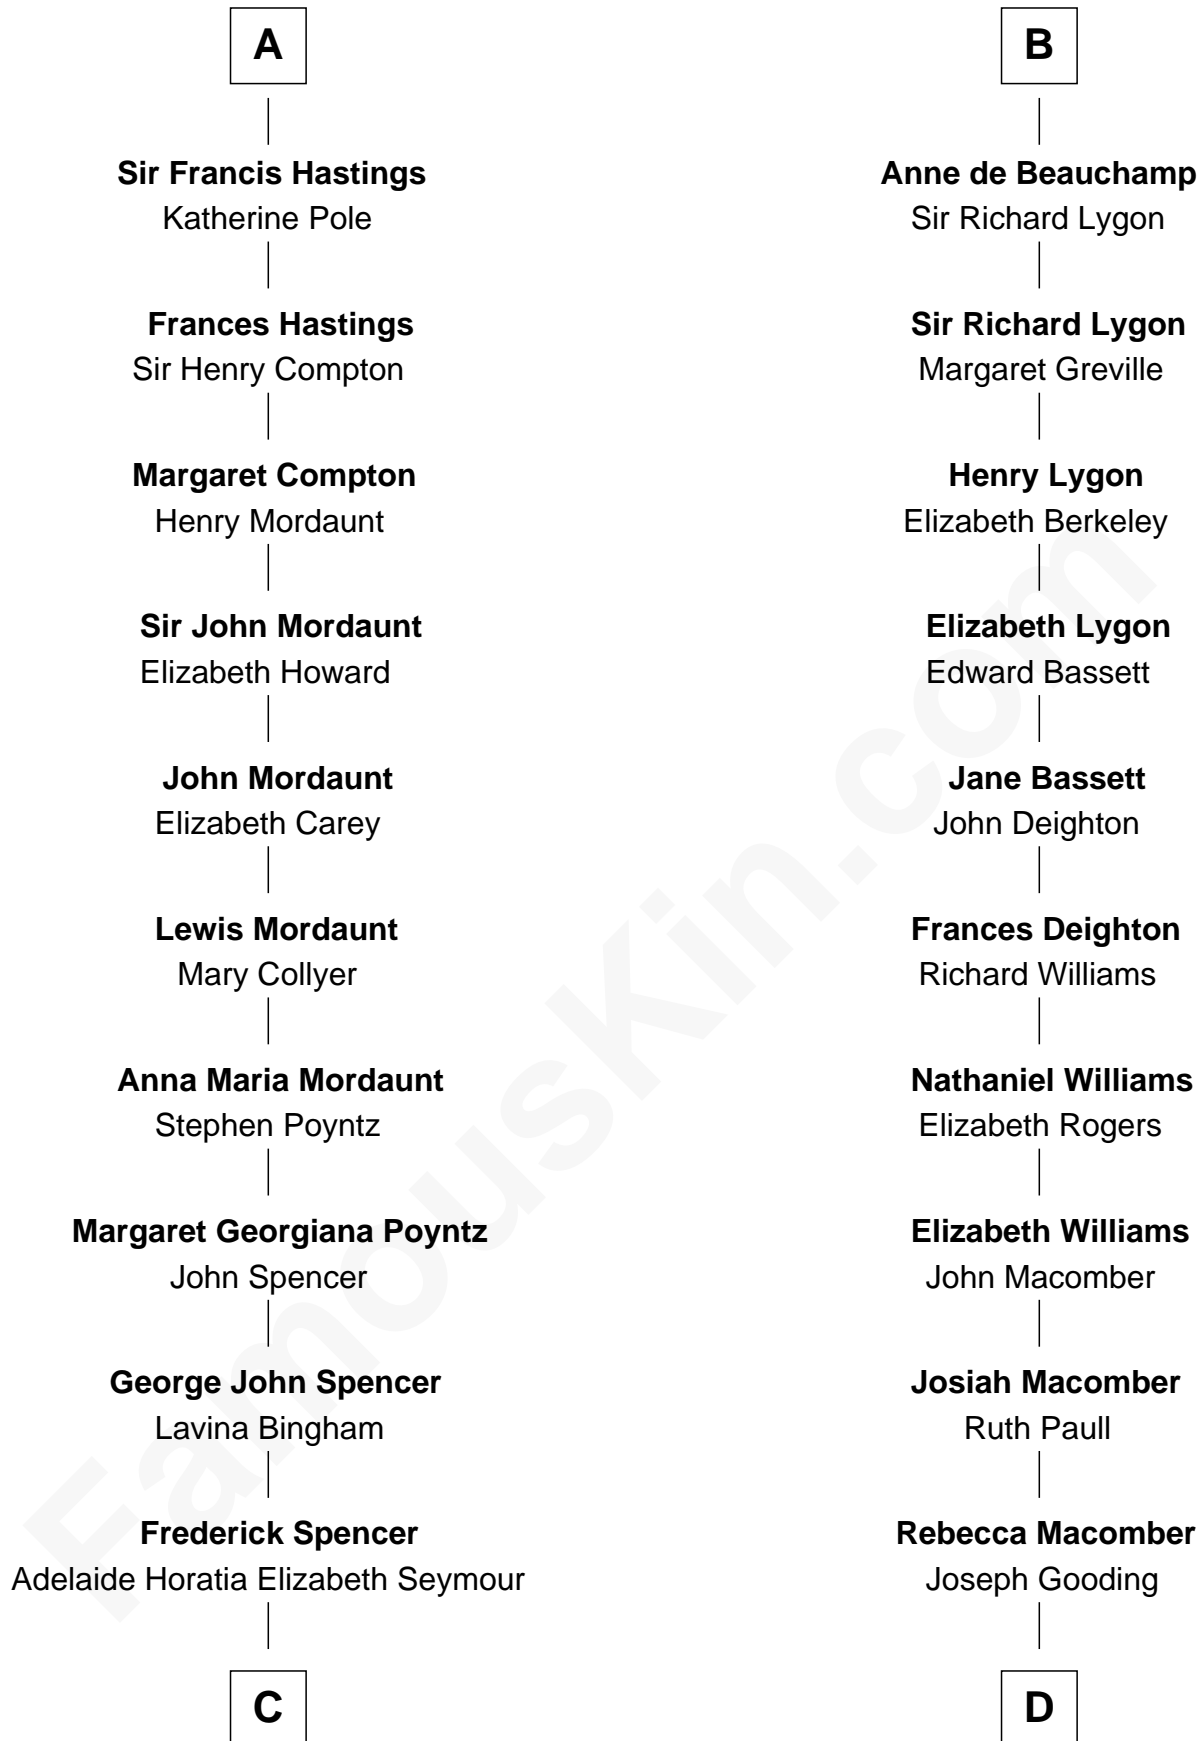 A
Sir Francis Hastings
Katherine Pole
Frances Hastings
Sir Henry Compton
Margaret Compton
Henry Mordaunt
Sir John Mordaunt
Elizabeth Howard
John Mordaunt
Elizabeth Carey
Lewis Mordaunt
Mary Collyer
Anna Maria Mordaunt
Stephen Poyntz
Margaret Georgiana Poyntz
John Spencer
George John Spencer
Lavina Bingham
Frederick Spencer
Adelaide Horatia Elizabeth Seymour
C
B
Anne de Beauchamp
Sir Richard Lygon
Sir Richard Lygon
Margaret Greville
Henry Lygon
Elizabeth Berkeley
Elizabeth Lygon
Edward Bassett
Jane Bassett
John Deighton
Frances Deighton
Richard Williams
Nathaniel Williams
Elizabeth Rogers
Elizabeth Williams
John Macomber
Josiah Macomber
Ruth Paull
Rebecca Macomber
Joseph Gooding
D
FamousKin.com